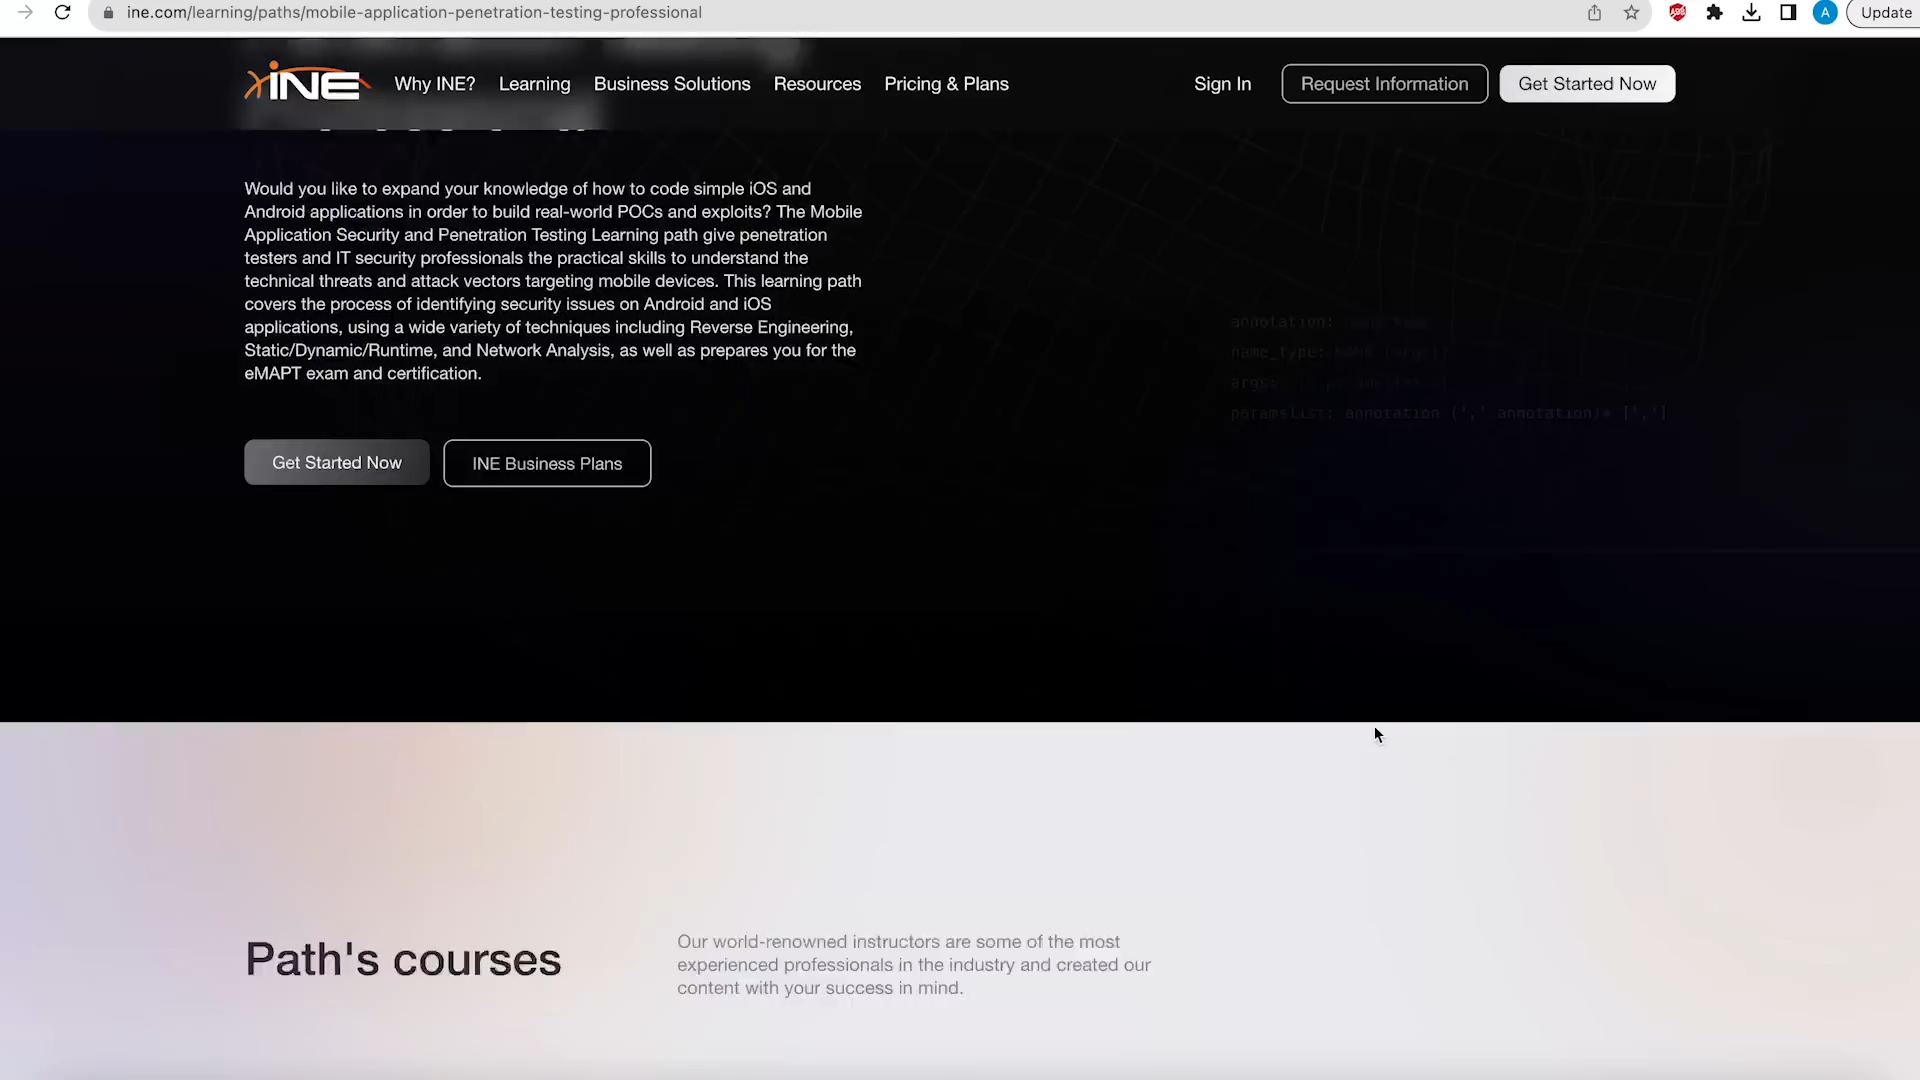 ine.com/learning/paths/mobile-application-penetration-testing-professional
A
Update
INE
Why INE?
Learning
Business Solutions
Resources
Pricing & Plans
Sign In
Request Information
Get Started Now
Would you like to expand your knowledge of how to code simple iOS and
Android applications in order to build real-world POCs and exploits? The Mobile
Application Security and Penetration Testing Learning path give penetration
testers and IT security professionals the practical skills to understand the
technical threats and attack vectors targeting mobile devices. This learning path
covers the process of identifying security issues on Android and iOS
applications, using a wide variety of techniques including Reverse Engineering,
Static/Dynamic/Runtime, and Network Analysis, as well as prepares you for the
eMAPT exam and certification.
annotation:
name_type:
args:
paramslist: annotation (',' annotation)* [',']
Get Started Now
INE Business Plans
Path's courses
Our world-renowned instructors are some of the most
experienced professionals in the industry and created our
content with your success in mind.